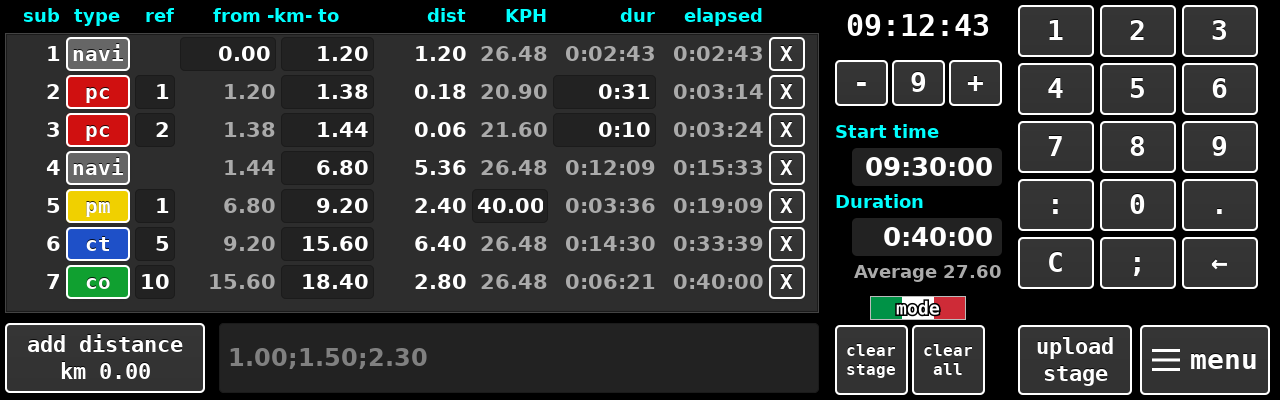 sub type ref from -km- to dist KPH dur elapsed
1 navi 0.00 1.20 1.20 26.48 0:02:43 0:02:43 X
2 pc 1 1.20 1.38 0.18 20.90 0:31 0:03:14 X
3 pc 2 1.38 1.44 0.06 21.60 0:10 0:03:24 X
4 navi 1.44 6.80 5.36 26.48 0:12:09 0:15:33 X
5 pm 1 6.80 9.20 2.40 40.00 0:03:36 0:19:09 X
6 ct 5 9.20 15.60 6.40 26.48 0:14:30 0:33:39 X
7 co 10 15.60 18.40 2.80 26.48 0:06:21 0:40:00 X
add distance
km 0.00
1.00;1.50;2.30
09:12:43
- 9 +
Start time
09:30:00
Duration
0:40:00
Average 27.60
mode
clear
stage
clear
all
1 2 3
4 5 6
7 8 9
: 0 .
C ; ←
upload
stage
menu